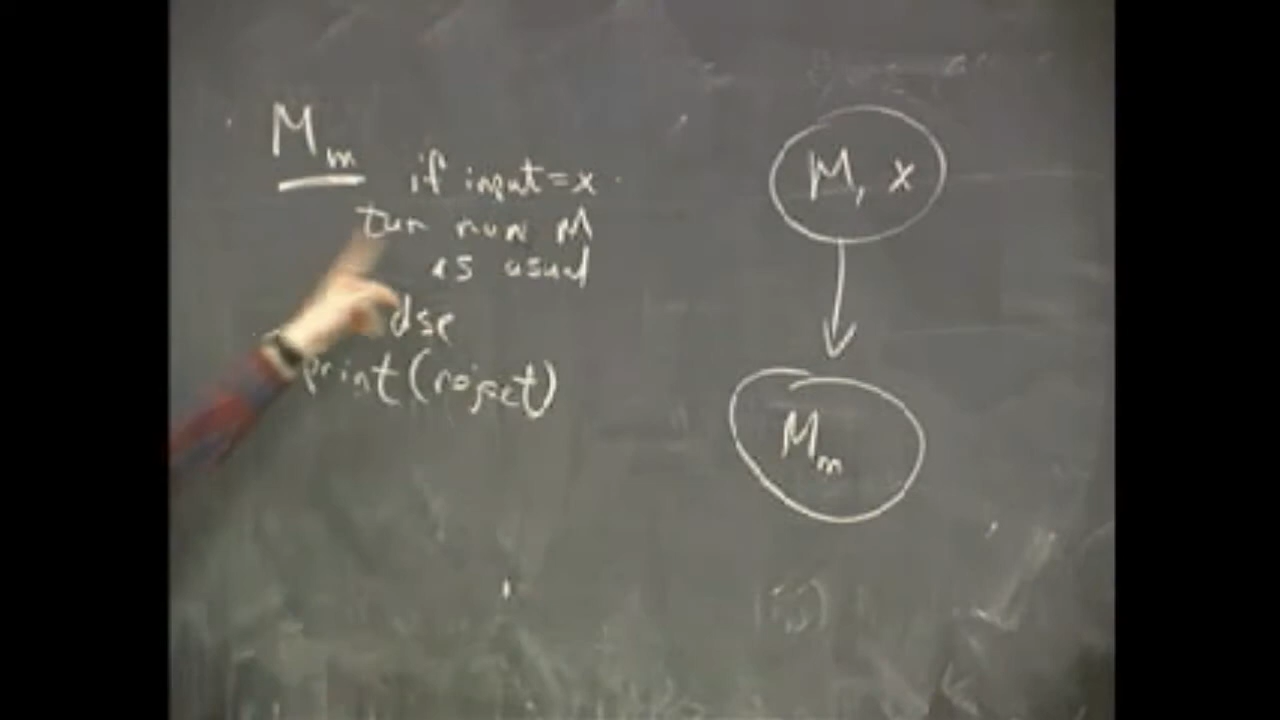 Mm
if input=x
then run M
as usual
else
print(reject)
M, x
Mm